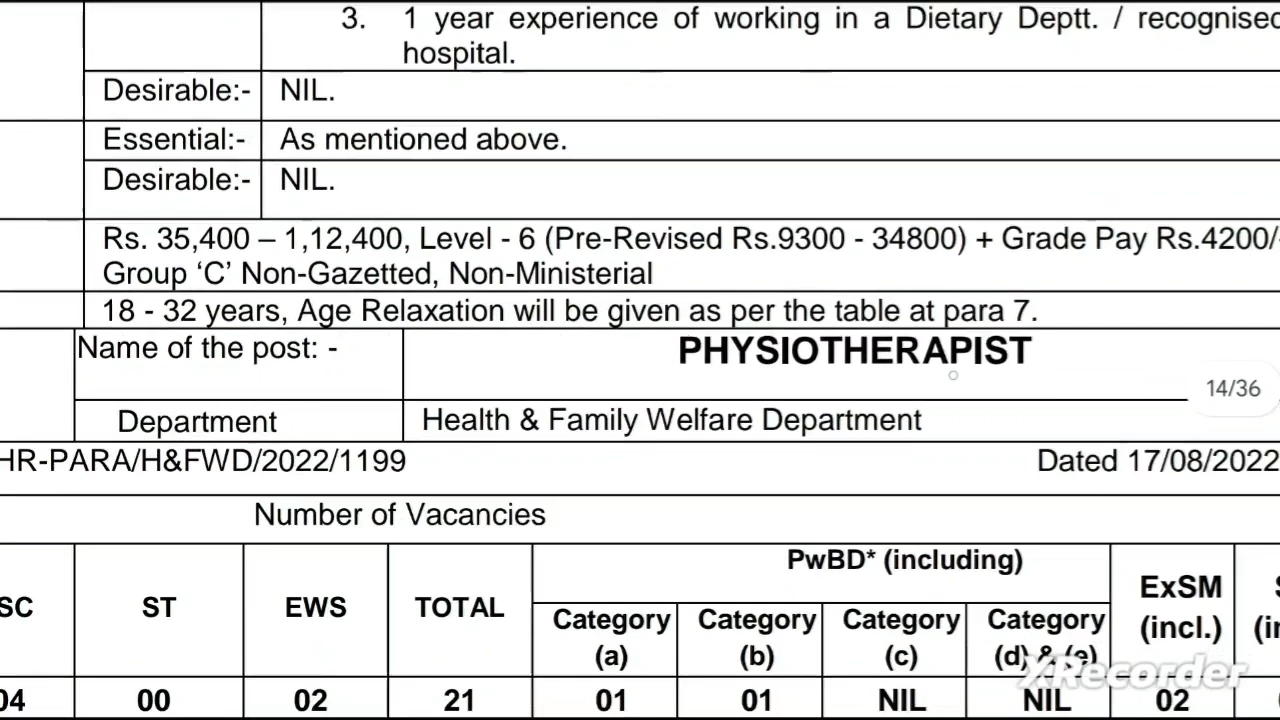 3. 1 year experience of working in a Dietary Deptt. / recognised
hospital.
Desirable:- NIL.
Essential:- As mentioned above.
Desirable:- NIL.
Rs. 35,400 – 1,12,400, Level - 6 (Pre-Revised Rs.9300 - 34800) + Grade Pay Rs.4200/-
Group ‘C’ Non-Gazetted, Non-Ministerial
18 - 32 years, Age Relaxation will be given as per the table at para 7.
Name of the post: - PHYSIOTHERAPIST
14/36
Department Health & Family Welfare Department
HR-PARA/H&FWD/2022/1199 Dated 17/08/2022
Number of Vacancies
SC ST EWS TOTAL PwBD* (including) ExSM (incl.)
Category (a) Category (b) Category (c) Category (d) & (e)
04 00 02 21 01 01 NIL NIL 02
XRecorder